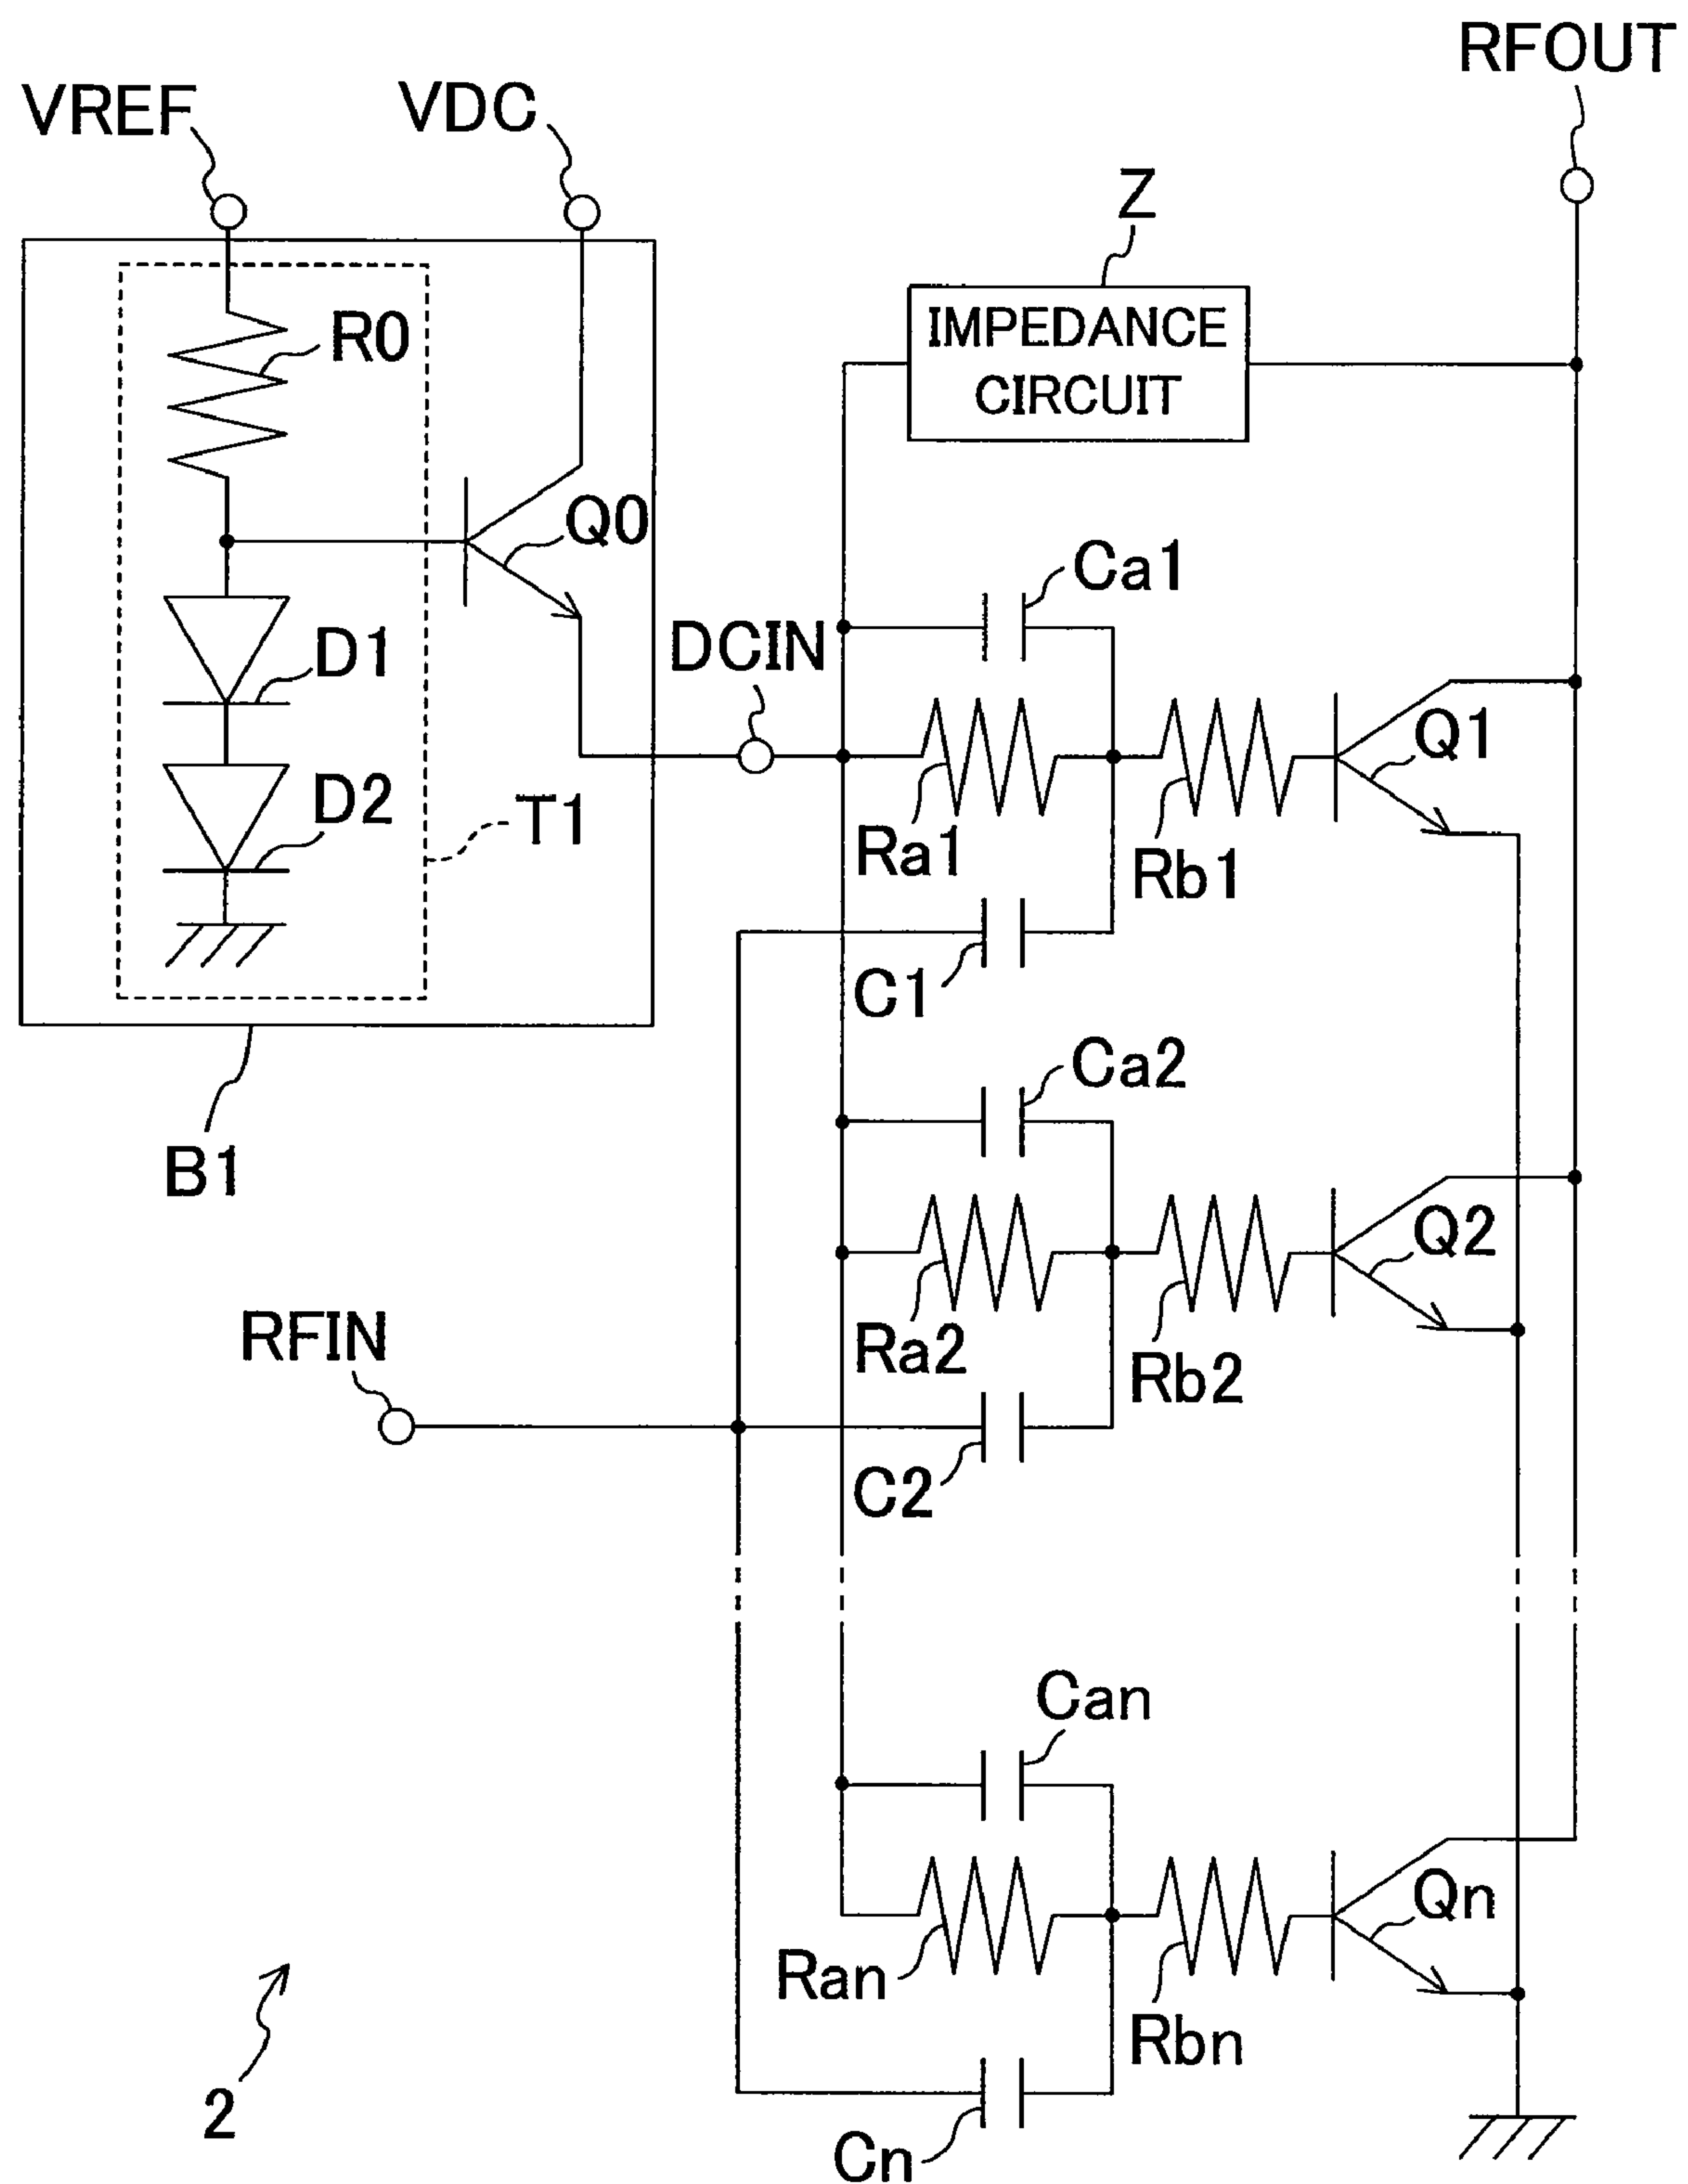 RFOUT
VREF
VDC
Z
IMPEDANCE
CIRCUIT
R0
Q0
Ca1
DCIN
D1
Q1
D2
T1
Ra1
Rb1
C1
Ca2
B1
Q2
RFIN
Ra2
Rb2
C2
Can
Qn
Ran
Rbn
2
Cn